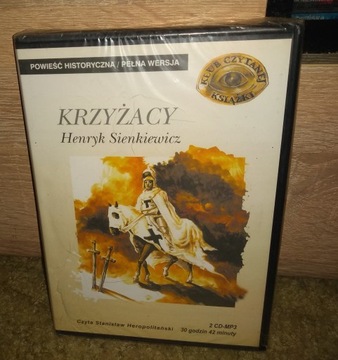 POWIEŚĆ HISTORYCZNA / PEŁNA WERSJA
KLUB CZYTANEJ
KSIĄŻKI
KRZYŻACY
Henryk Sienkiewicz
Czyta Stanisław Heropolitański
2 CD-MP3
20 godzin 42 minuty